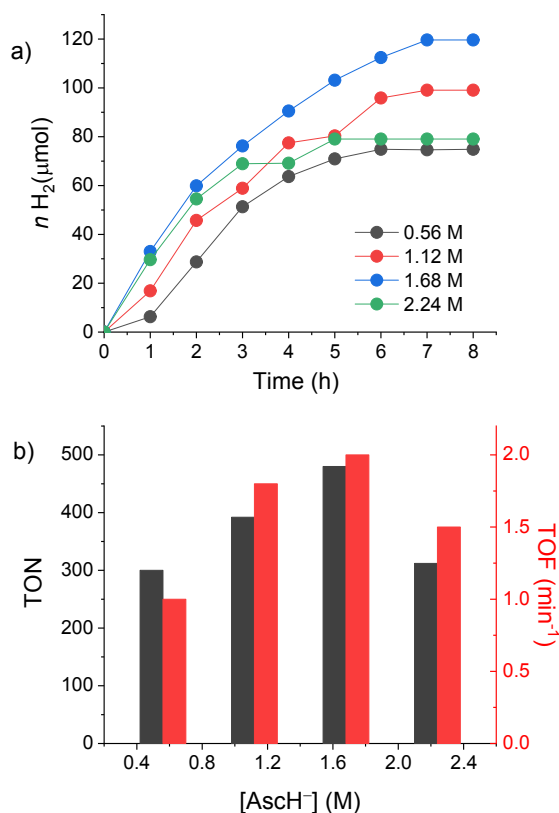 a)
n H₂(μmol)
120
100
80
60
40
20
0
0 1 2 3 4 5 6 7 8
Time (h)
0.56 M
1.12 M
1.68 M
2.24 M
b)
TON
500
400
300
200
100
0
0.4 0.8 1.2 1.6 2.0 2.4
[AscH⁻] (M)
2.0
1.5
1.0
0.5
0.0
TOF (min⁻¹)